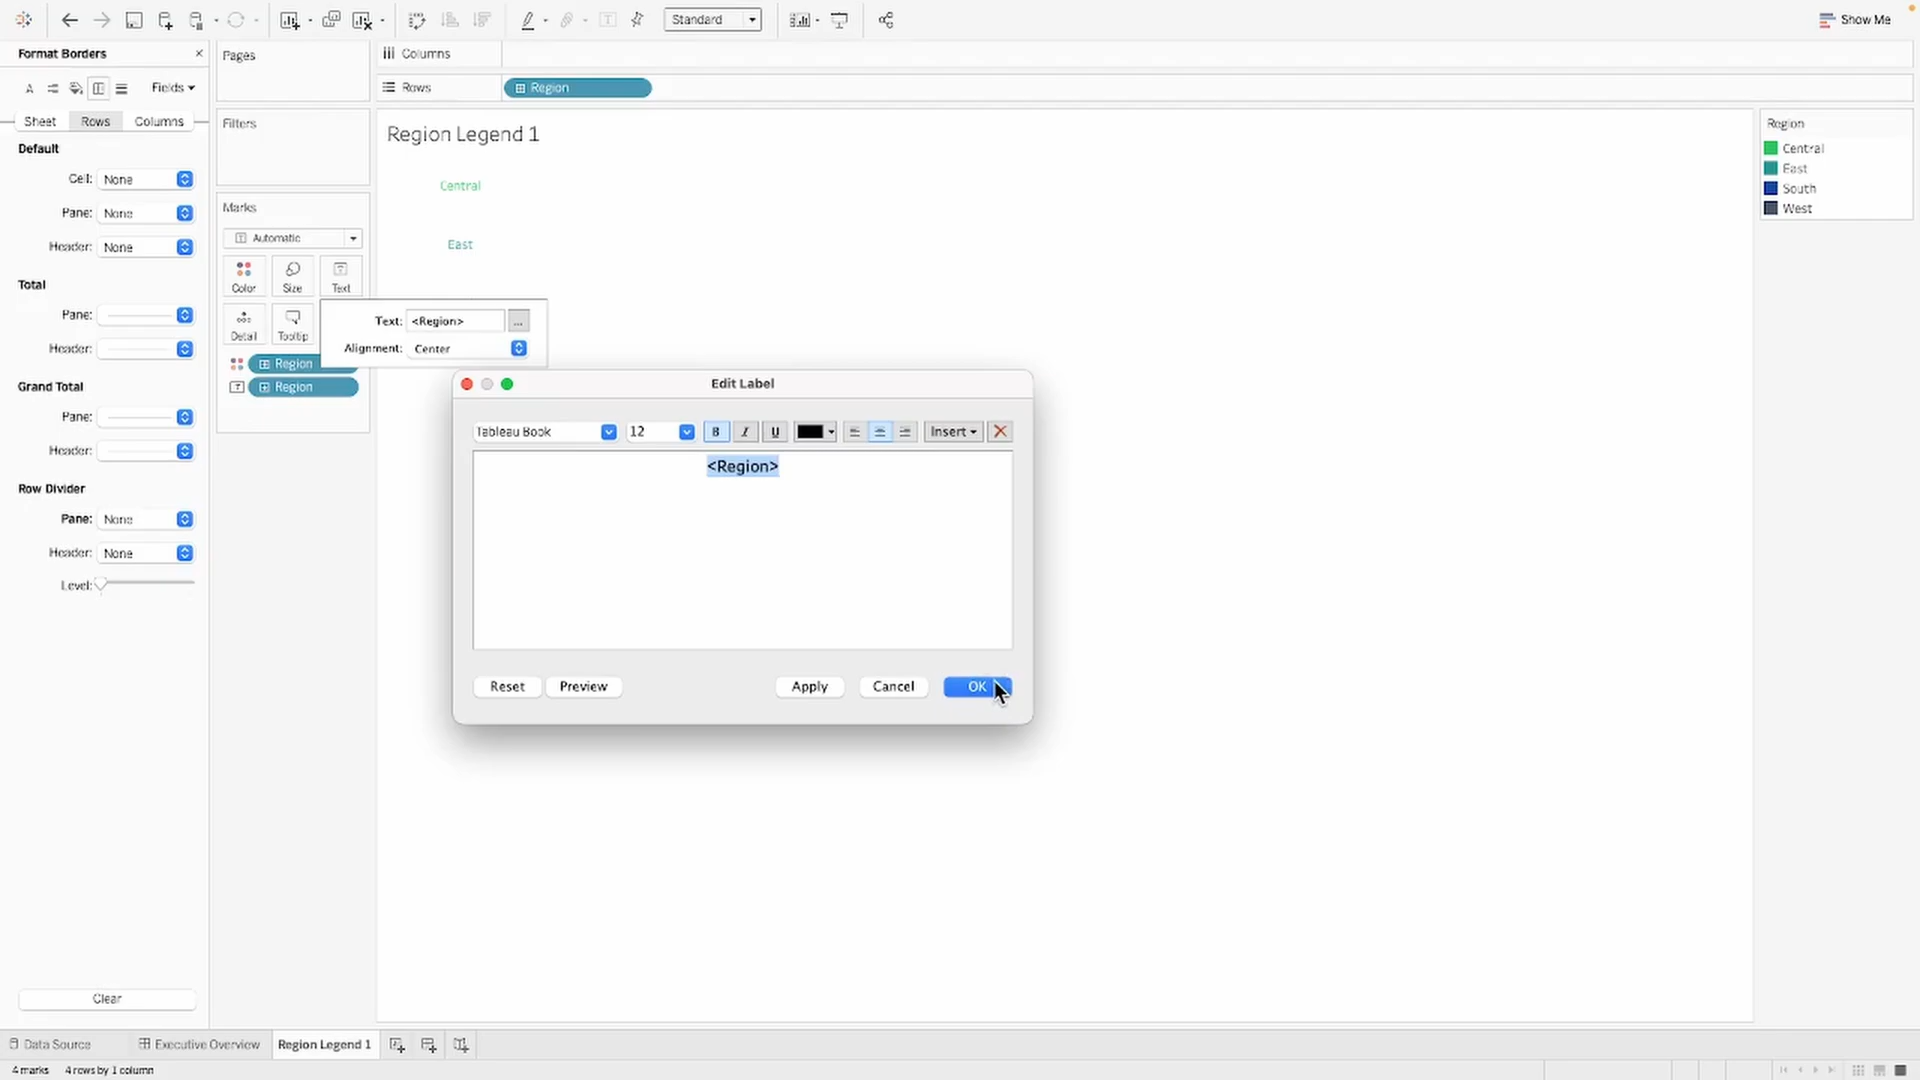 Standard
Show Me
Format Borders
Fields
Sheet
Rows
Columns
Default
Cell: None
Pane: None
Header: None
Total
Pane:
Header:
Grand Total
Pane:
Header:
Row Divider
Pane: None
Header: None
Level:
Clear
Pages
Filters
Marks
Automatic
Color
Size
Text
Detail
Tooltip
Region
Region
Columns
Rows
Region
Region Legend 1
Central
East
Text: <Region>
...
Alignment: Center
Edit Label
Tableau Book
12
B
I
U
Insert
<Region>
Reset
Preview
Apply
Cancel
OK
Region
Central
East
South
West
Data Source
Executive Overview
Region Legend 1
4 marks
4 rows by 1 column